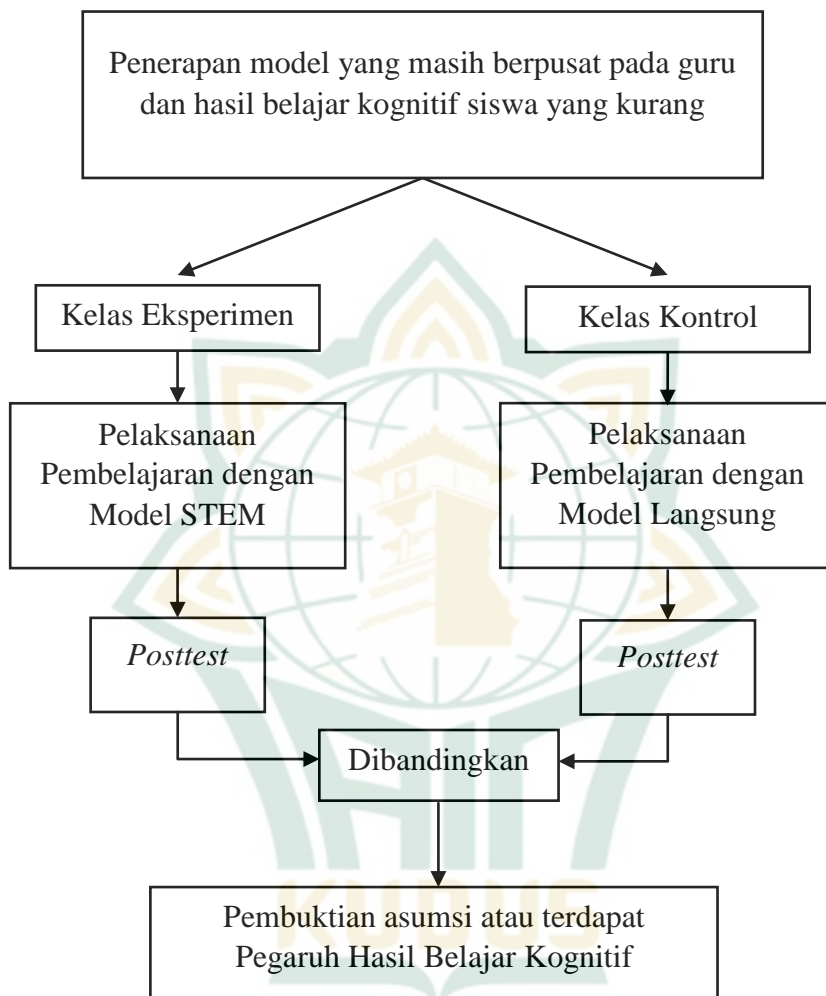 Penerapan model yang masih berpusat pada guru
dan hasil belajar kognitif siswa yang kurang
Kelas Eksperimen
Kelas Kontrol
Pelaksanaan
Pembelajaran dengan
Model STEM
Pelaksanaan
Pembelajaran dengan
Model Langsung
Posttest
Posttest
Dibandingkan
IAIN
KUDUS
Pembuktian asumsi atau terdapat
Pegaruh Hasil Belajar Kognitif